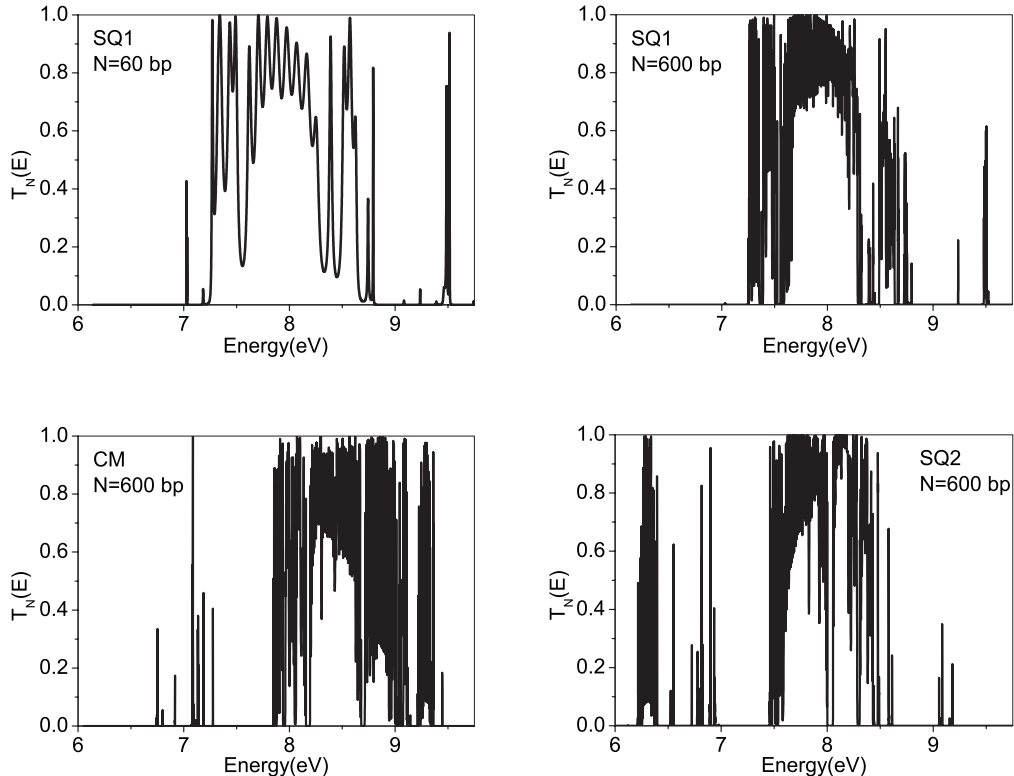 1.0
0.8
0.6
0.4
0.2
0.0
T_N(E)
SQ1
N=60 bp
6
7
8
9
Energy(eV)
1.0
0.8
0.6
0.4
0.2
0.0
T_N(E)
SQ1
N=600 bp
6
7
8
9
Energy(eV)
1.0
0.8
0.6
0.4
0.2
0.0
T_N(E)
CM
N=600 bp
6
7
8
9
Energy(eV)
1.0
0.8
0.6
0.4
0.2
0.0
T_N(E)
SQ2
N=600 bp
6
7
8
9
Energy(eV)